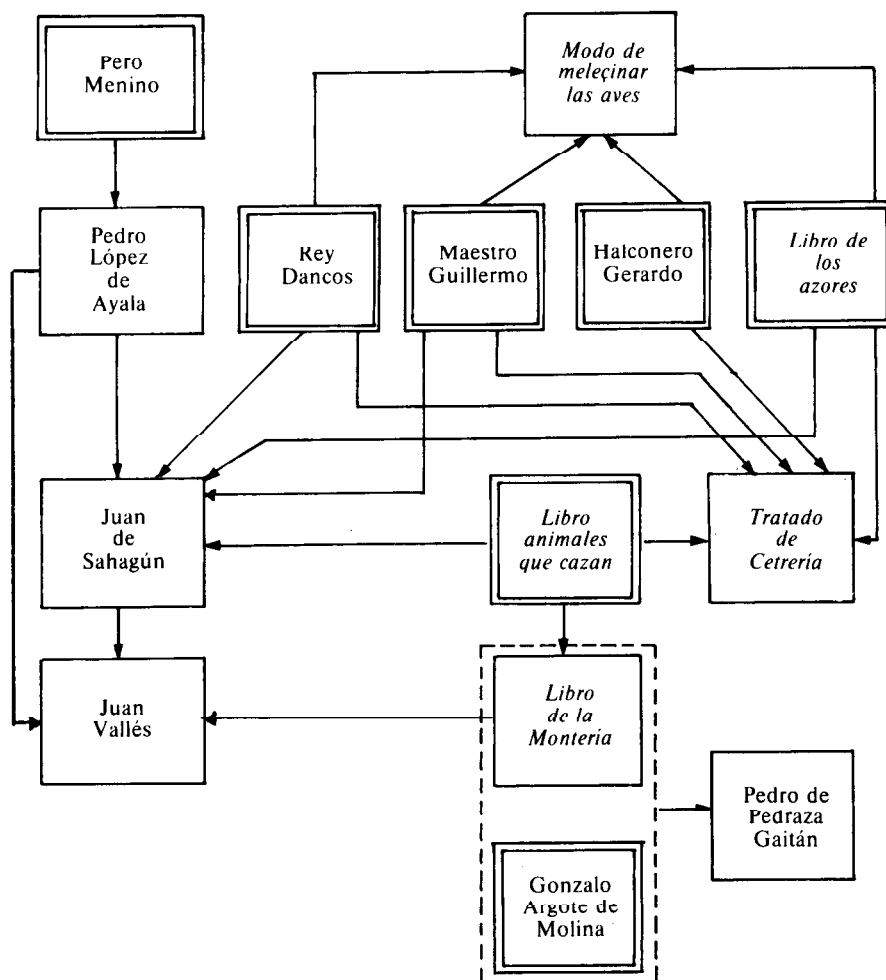 Pero
Menino
Modo de
meleçinar
las aves
Pedro
López
de
Ayala
Rey
Dancos
Maestro
Guillermo
Halconero
Gerardo
Libro de
los
azores
Juan
de
Sahagún
Libro
animales
que cazan
Tratado
de
Cetrería
Juan
Vallés
Libro
de la
Montería
Pedro de
Pedraza
Gaitán
Gonzalo
Argote de
Molina